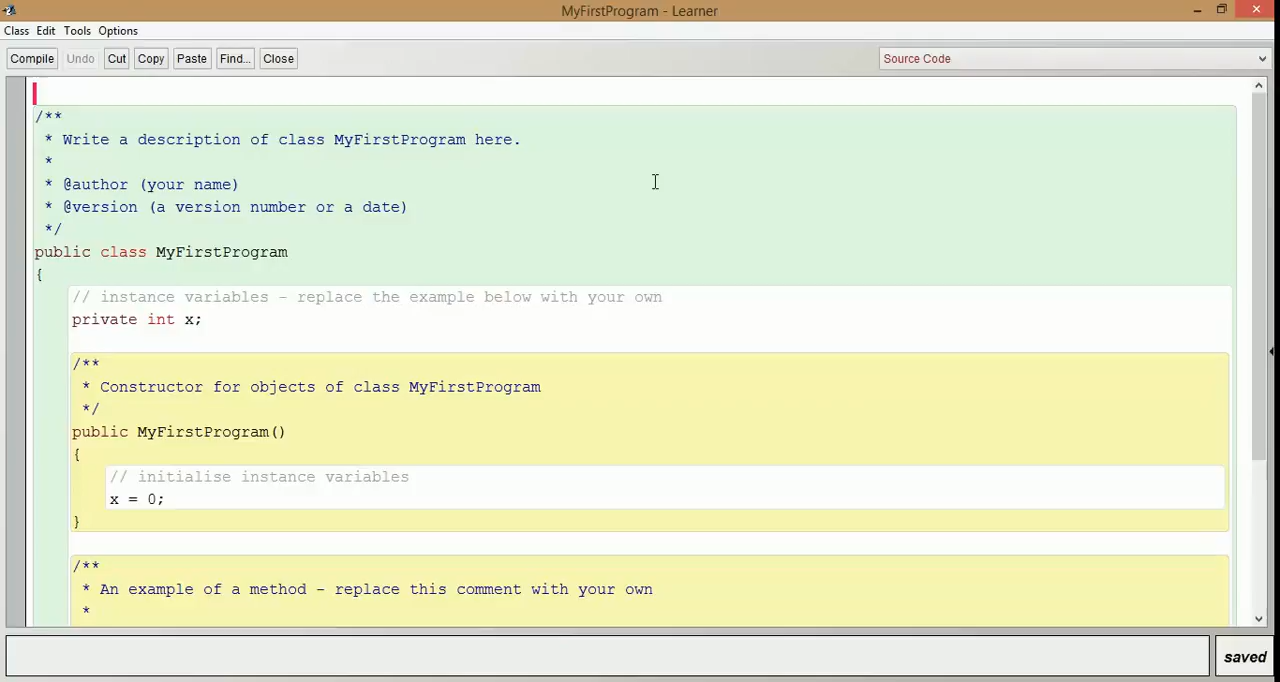 MyFirstProgram - Learner
Class Edit Tools Options
Compile Undo Cut Copy Paste Find... Close Source Code
/**
 * Write a description of class MyFirstProgram here.
 *
 * @author (your name)
 * @version (a version number or a date)
 */
public class MyFirstProgram
{
    // instance variables - replace the example below with your own
    private int x;
    /**
     * Constructor for objects of class MyFirstProgram
     */
    public MyFirstProgram()
    {
        // initialise instance variables
        x = 0;
    }
    /**
     * An example of a method - replace this comment with your own
     *
saved